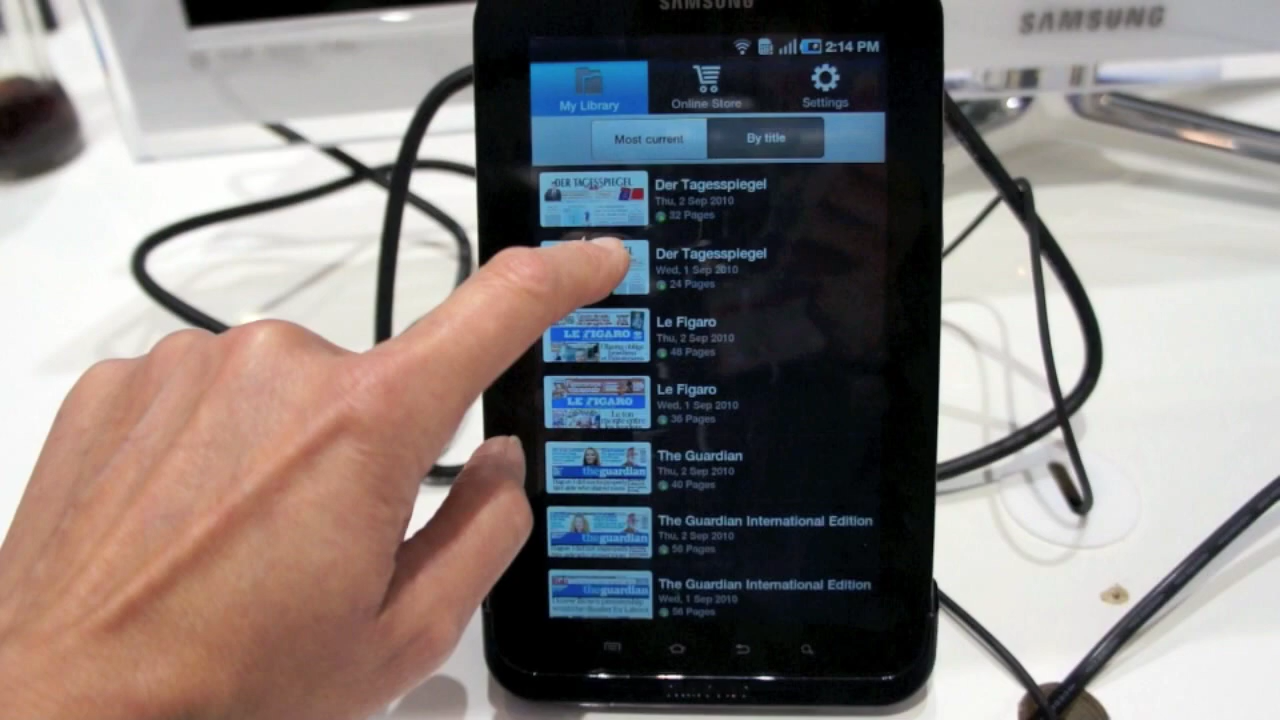 SAMSUNG
SAMSUNG
2:14 PM
My Library
Online Store
Settings
Most current
By title
DER TAGESSPIEGEL
Der Tagesspiegel
Thu, 2 Sep 2010
32 Pages
Der Tagesspiegel
Wed, 1 Sep 2010
24 Pages
LE FIGARO
Le Figaro
Thu, 2 Sep 2010
48 Pages
LE FIGARO
Le Figaro
Wed, 1 Sep 2010
36 Pages
theguardian
The Guardian
Thu, 2 Sep 2010
40 Pages
theguardian
The Guardian International Edition
Thu, 2 Sep 2010
56 Pages
theguardian
The Guardian International Edition
Wed, 1 Sep 2010
56 Pages